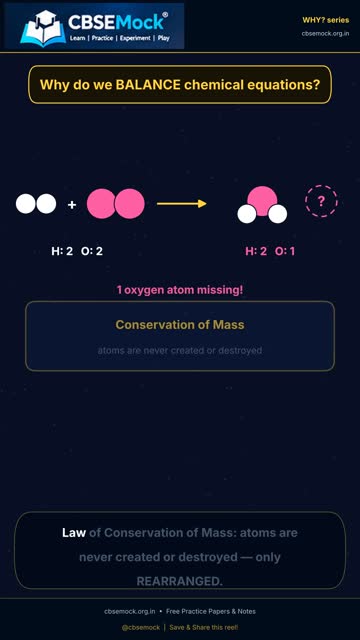 CBSEMock®
Learn | Practice | Experiment | Play
WHY? series
cbsemock.org.in
Why do we BALANCE chemical equations?
+
?
H: 2 O: 2
H: 2 O: 1
1 oxygen atom missing!
Conservation of Mass
atoms are never created or destroyed
Law of Conservation of Mass: atoms are
never created or destroyed — only
REARRANGED.
cbsemock.org.in • Free Practice Papers & Notes
@cbsemock | Save & Share this reel!